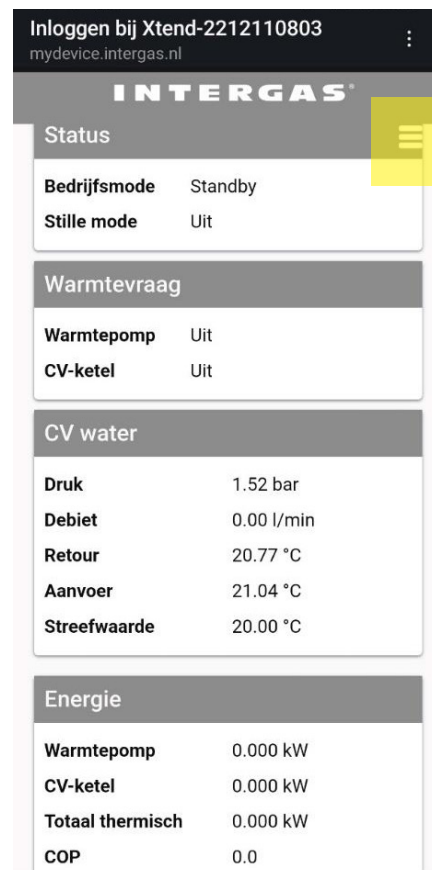 Inloggen bij Xtend-2212110803
mydevice.intergas.nl
INTERGAS
Status
Bedrijfsmode Standby
Stille mode Uit
Warmtevraag
Warmtepomp Uit
CV-ketel Uit
CV water
Druk 1.52 bar
Debiet 0.00 l/min
Retour 20.77 °C
Aanvoer 21.04 °C
Streefwaarde 20.00 °C
Energie
Warmtepomp 0.000 kW
CV-ketel 0.000 kW
Totaal thermisch 0.000 kW
COP 0.0